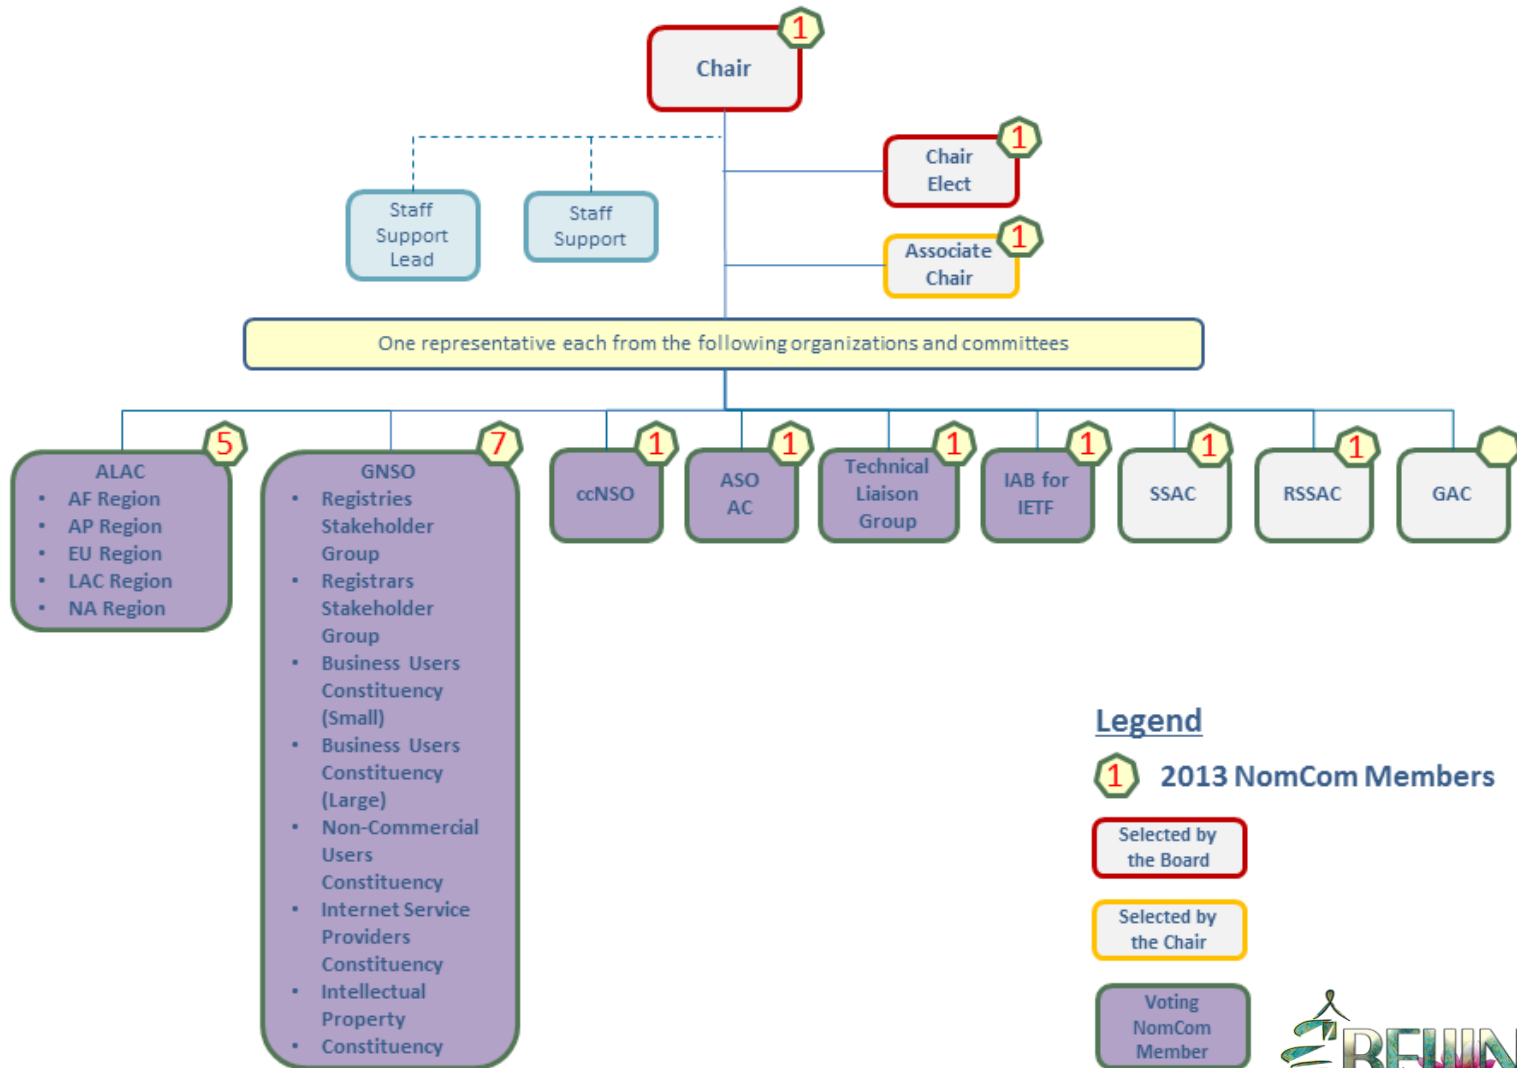 1
Chair
1
Chair
Elect
Staff
Support
Lead
Staff
Support
1
Associate
Chair
One representative each from the following organizations and committees
5
ALAC
• AF Region
• AP Region
• EU Region
• LAC Region
• NA Region
7
GNSO
• Registries
Stakeholder
Group
• Registrars
Stakeholder
Group
• Business Users
Constituency
(Small)
• Business Users
Constituency
(Large)
• Non-Commercial
Users
Constituency
• Internet Service
Providers
Constituency
• Intellectual
Property
• Constituency
1
ccNSO
1
ASO
AC
1
Technical
Liaison
Group
1
IAB for
IETF
1
SSAC
1
RSSAC
GAC
Legend
1 2013 NomCom Members
Selected by
the Board
Selected by
the Chair
Voting
NomCom
Member